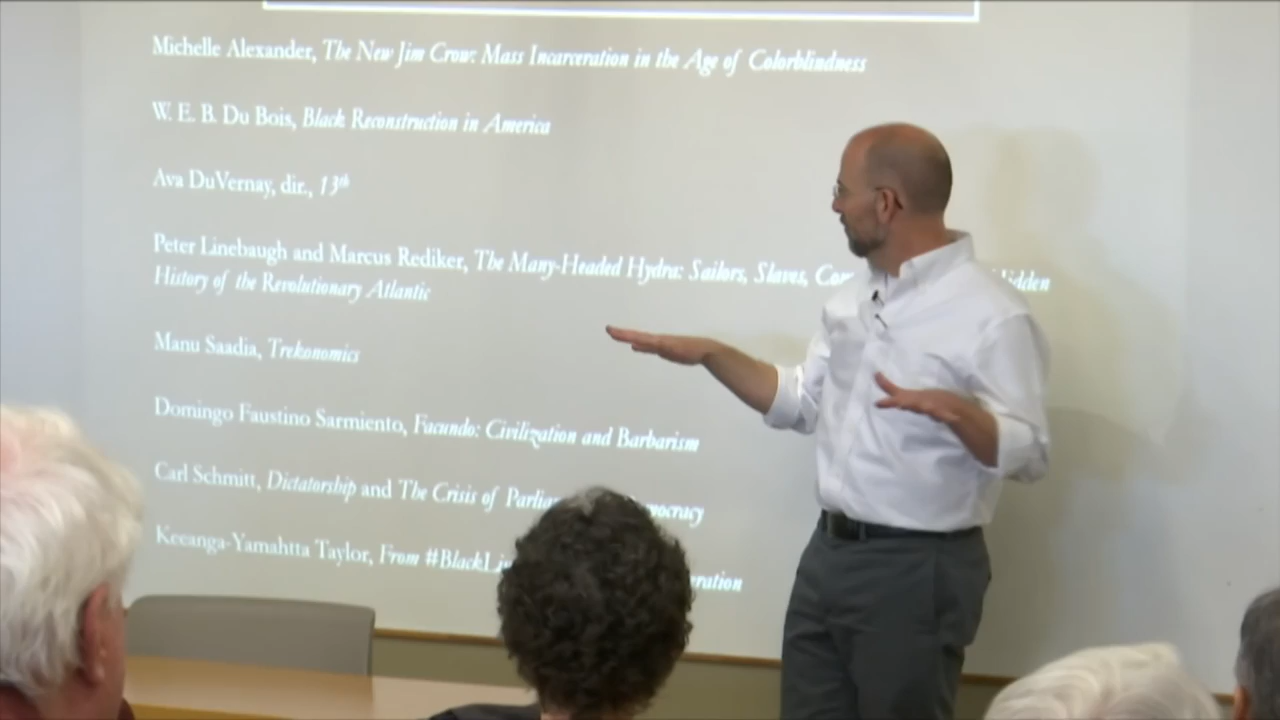 Michelle Alexander, The New Jim Crow: Mass Incarceration in the Age of Colorblindness
W. E. B. Du Bois, Black Reconstruction in America
Ava DuVernay, dir., 13th
Peter Linebaugh and Marcus Rediker, The Many-Headed Hydra: Sailors, Slaves,
History of the Revolutionary Atlantic
Manu Saadia, Trekonomics
Domingo Faustino Sarmiento, Facundo: Civilization and Barbarism
Carl Schmitt, Dictatorship and The Crisis of
Keeanga-Yamahtta Taylor, From